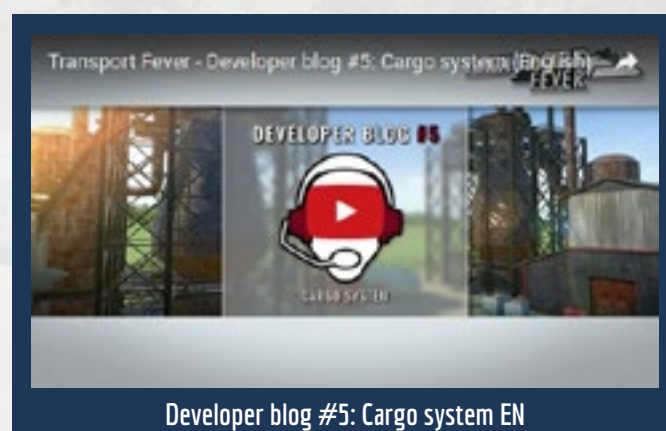 Transport Fever - Developer blog #5: Cargo system (English)
FEVER
DEVELOPER BLOG #5
CARGO SYSTEM
Developer blog #5: Cargo system EN